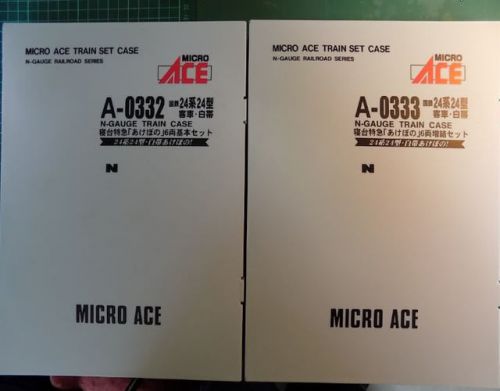 MICRO ACE TRAIN SET CASE
N-GAUGE RAILROAD SERIES
MICRO
ACE
A-0332 国鉄 24系24型
客車・白帯
N-GAUGE TRAIN CASE
寝台特急「あけぼの」6両基本セット
24系24型・白帯あけぼの!
N
MICRO ACE
MICRO ACE TRAIN SET CASE
N-GAUGE RAILROAD SERIES
MICRO
ACE
A-0333 国鉄 24系24型
客車・白帯
N-GAUGE TRAIN CASE
寝台特急「あけぼの」6両増結セット
24系24型・白帯あけぼの!
N
MICRO ACE